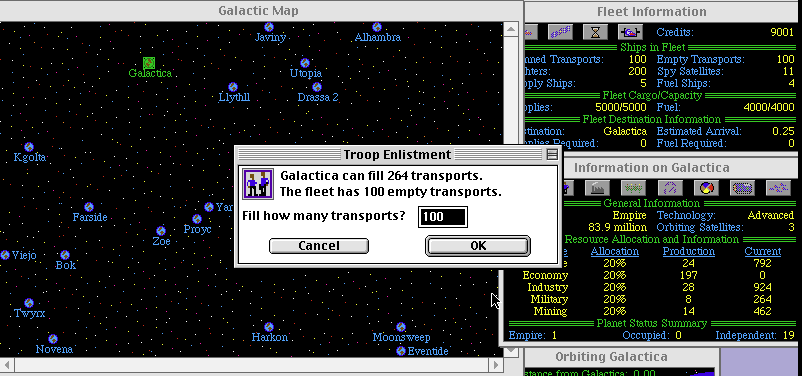 Galactic Map
Javiny
Alhambra
Galactica
Utopia
Llythll
Drassa 2
Kgolta
Farside
Yan
Proyc
Zoe
Viejo
Bok
Twyrx
Novena
Harkon
Moonsweep
Eventide
Troop Enlistment
Galactica can fill 264 transports.
The fleet has 100 empty transports.
Fill how many transports? 100
Cancel OK
Fleet Information
Credits: 9001
Ships in Fleet
nned Transports: 100 Empty Transports: 100
hters: 200 Spy Satellites: 11
pply Ships: 5 Fuel Ships: 4
Fleet Cargo/Capacity
pplies: 5000/5000 Fuel: 4000/4000
Fleet Destination Information
stination: Galactica Estimated Arrival: 0.25
pplies Required: 0 Fuel Required: 0
Information on Galactica
General Information
Empire Technology: Advanced
83.9 million Orbiting Satellites: 3
Resource Allocation and Information
Allocation Production Current
e 20% 24 792
Economy 20% 197 0
Industry 20% 28 924
Military 20% 8 264
Mining 20% 14 462
Planet Status Summary
Empire: 1 Occupied: 0 Independent: 19
Orbiting Galactica
stance from Galactica: 0.00